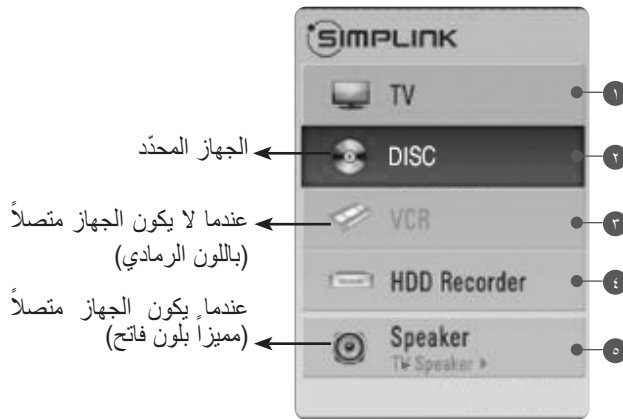 SIMPLINK
TV
١
DISC
٢
الجهاز المحدّد
VCR
٣
عندما لا يكون الجهاز متصلاً
(باللون الرمادي)
HDD Recorder
٤
عندما يكون الجهاز متصلاً
(مميزاً بلون فاتح)
Speaker
TV Speaker
٥